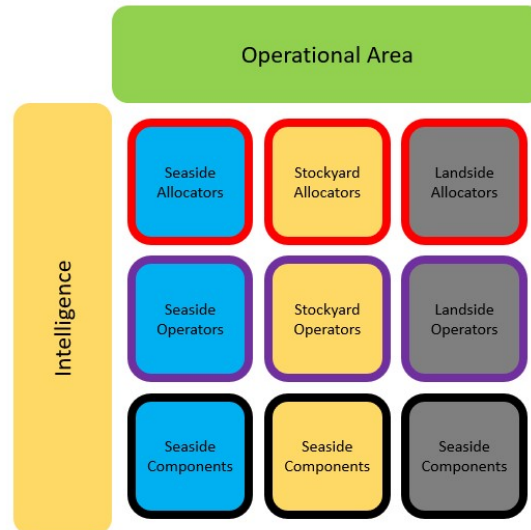 Operational Area
Intelligence
Seaside
Allocators
Stockyard
Allocators
Landside
Allocators
Seaside
Operators
Stockyard
Operators
Landside
Operators
Seaside
Components
Seaside
Components
Seaside
Components